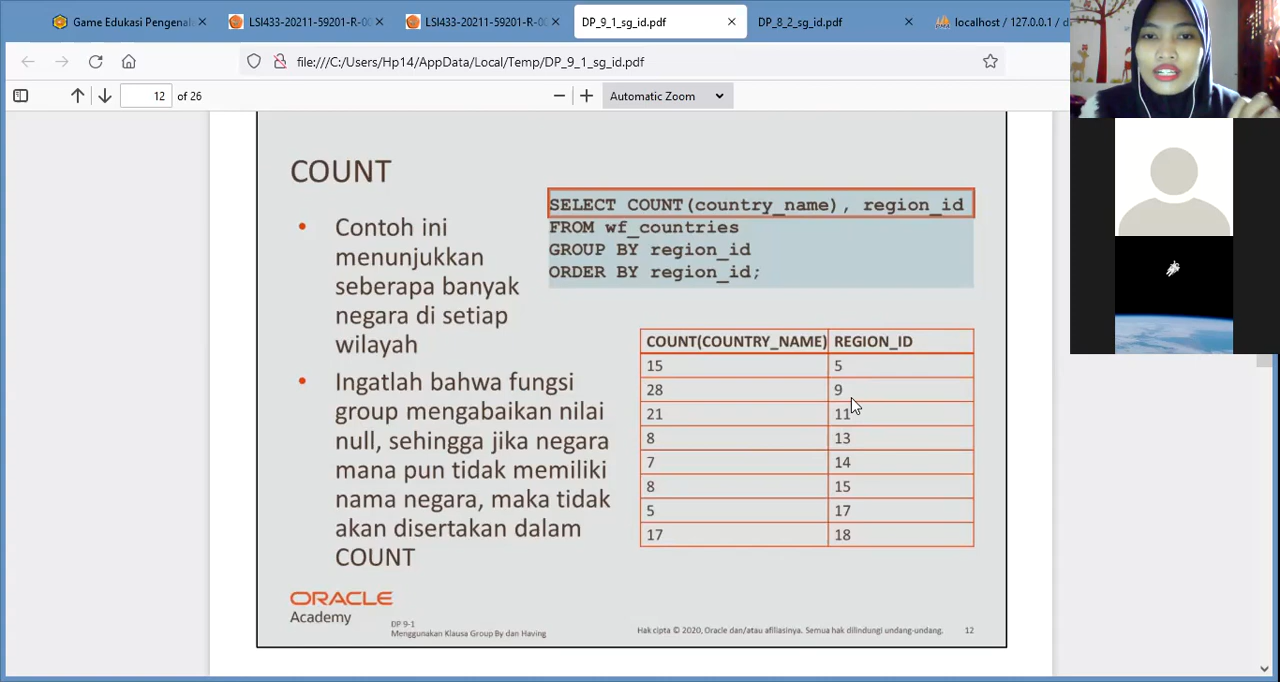 Game Edukasi Pengenal
LSI433-20211-59201-R-00
LSI433-20211-59201-R-00
DP_9_1_sg_id.pdf
DP_8_2_sg_id.pdf
localhost / 127.0.0.1 / d
file:///C:/Users/Hp14/AppData/Local/Temp/DP_9_1_sg_id.pdf
12 of 26
Automatic Zoom
COUNT
• Contoh ini
menunjukkan
seberapa banyak
negara di setiap
wilayah
• Ingatlah bahwa fungsi
group mengabaikan nilai
null, sehingga jika negara
mana pun tidak memiliki
nama negara, maka tidak
akan disertakan dalam
COUNT
SELECT COUNT(country_name), region_id
FROM wf_countries
GROUP BY region_id
ORDER BY region_id;
COUNT(COUNTRY_NAME) REGION_ID
15 5
28 9
21 11
8 13
7 14
8 15
5 17
17 18
ORACLE
Academy
DP 9-1
Menggunakan Klausa Group By dan Having
Hak cipta © 2020, Oracle dan/atau afiliasinya. Semua hak dilindungi undang-undang.
12